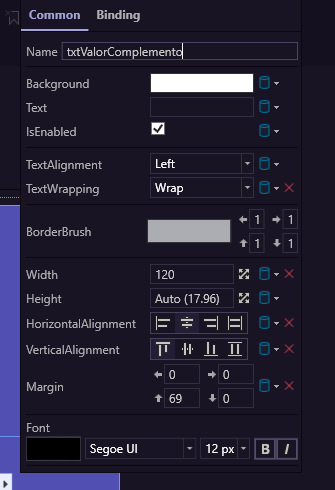 Common Binding
Name txtValorComplemento
Background
Text
IsEnabled
TextAlignment Left
TextWrapping Wrap
BorderBrush 1 1
1 1
Width 120
Height Auto (17.96)
HorizontalAlignment
VerticalAlignment
Margin 0 0
69 0
Font
Segoe UI 12 px B I